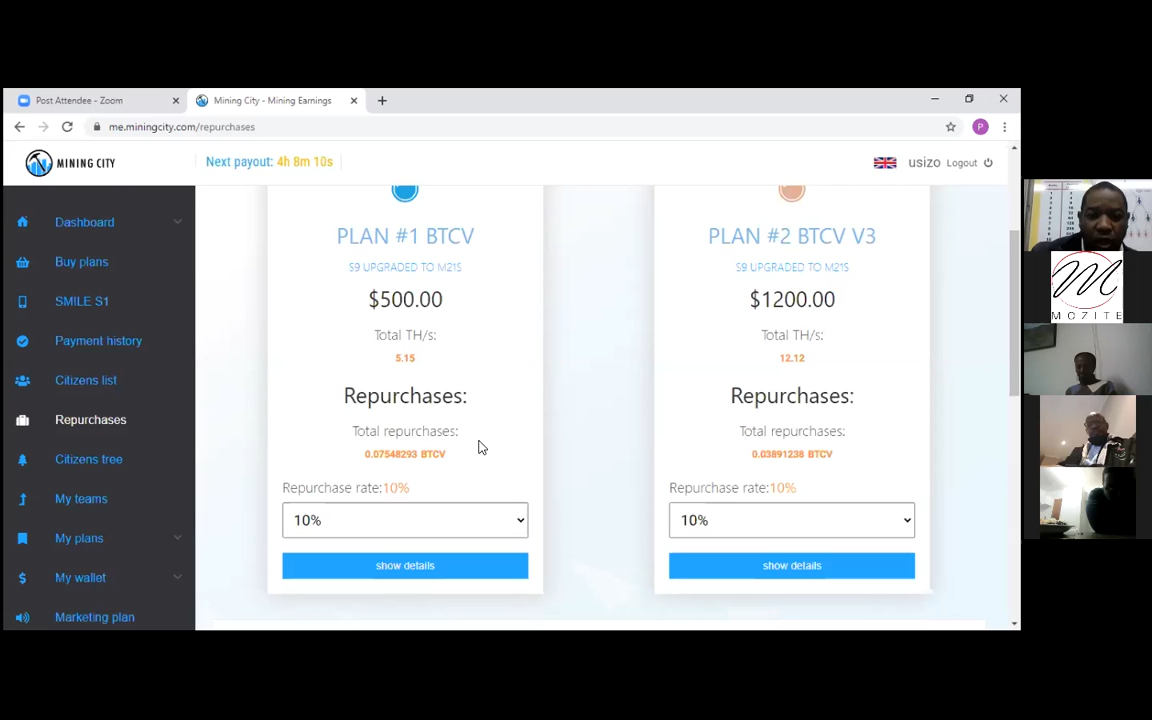 Post Attendee - Zoom
Mining City - Mining Earnings
me.miningcity.com/repurchases
P
MINING CITY
Next payout: 4h 8m 10s
usizo Logout
Dashboard
Buy plans
SMILE S1
Payment history
Citizens list
Repurchases
Citizens tree
My teams
My plans
My wallet
Marketing plan
PLAN #1 BTCV
S9 UPGRADED TO M21S
$500.00
Total TH/s:
5.15
Repurchases:
Total repurchases:
0.07548293 BTCV
Repurchase rate:10%
10%
show details
PLAN #2 BTCV V3
S9 UPGRADED TO M21S
$1200.00
Total TH/s:
12.12
Repurchases:
Total repurchases:
0.03891238 BTCV
Repurchase rate:10%
10%
show details
M
MOZITE